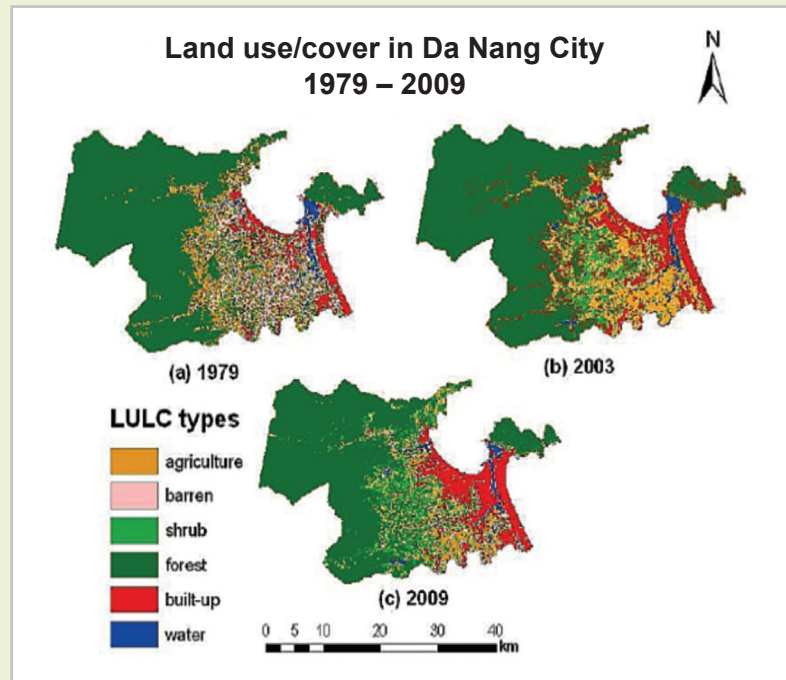 Land use/cover in Da Nang City
1979 – 2009
N
(a) 1979
(b) 2003
(c) 2009
LULC types
agriculture
barren
shrub
forest
built-up
water
0 5 10 20 30 40
km